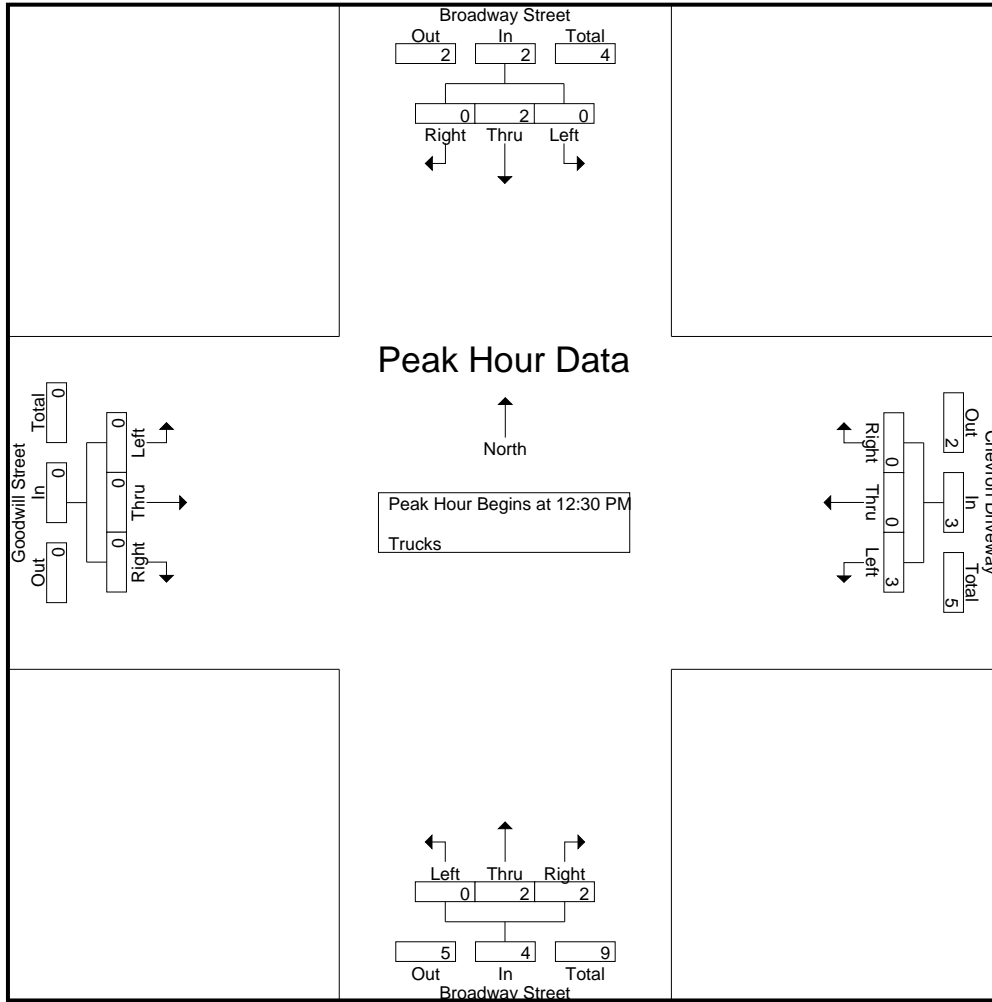 Broadway Street
Out In Total
2 2 4
0 2 0
Right Thru Left
Peak Hour Data
North
Peak Hour Begins at 12:30 PM
Trucks
Goodwill Street
Total In Out
0 0 0
0 0 0
Left Thru Right
Chevron Driveway
Out In Total
2 3 5
0 0 3
Right Thru Left
Left Thru Right
0 2 2
5 4 9
Out In Total
Broadway Street